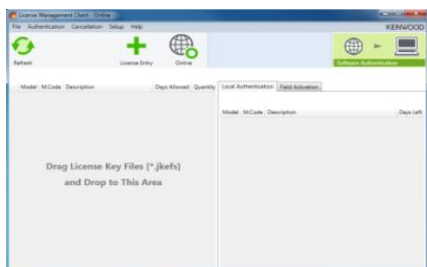 License Management Client - Online
File Authentication Cancellation Setup Help
KENWOOD
Refresh
License Entry
Online
Software Authentication
Model M.Code Description Days Allowed Quantity
Local Authentication Field Activation
Model M.Code Description Days Left
Drag License Key Files [*.jkefs]
and Drop to This Area